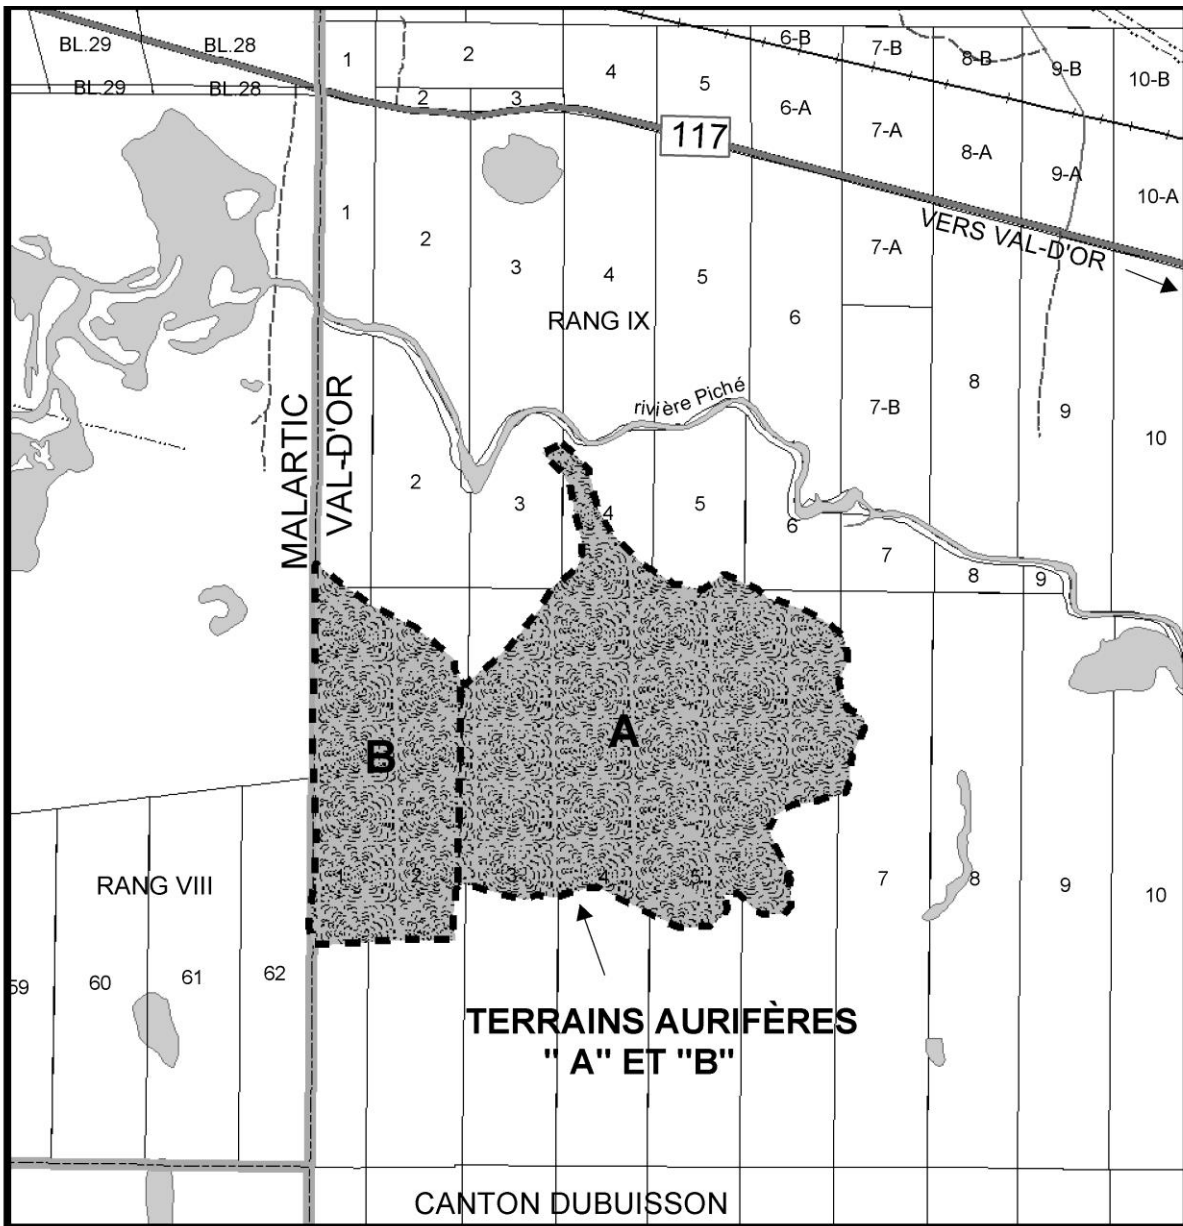 BL.29
BL.28
1
2
4
5
6-B
7-B
8-B
9-B
10-B
BL.29
BL.28
2
3
6-A
117
7-A
8-A
9-A
10-A
1
2
3
4
5
7-A
VERS VAL-D'OR
RANG IX
6
8
7-B
9
10
rivière Piché
MALARTIC
VAL-D'OR
1
2
3
4
5
6
7
8
9
B
A
1
2
3
4
5
7
8
9
10
RANG VIII
59
60
61
62
TERRAINS AURIFÈRES
" A" ET "B"
CANTON DUBUISSON